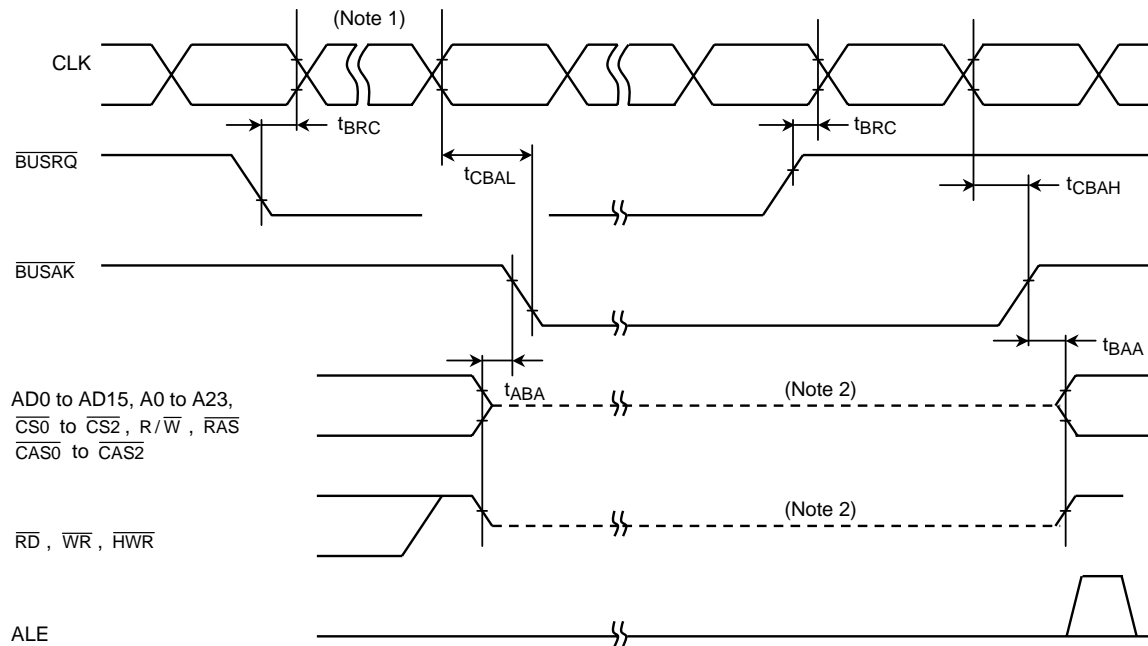 (Note 1)
CLK
tBRC
tBRC
BUSRQ
tCBAL
tCBAH
BUSAK
tBAA
tABA
AD0 to AD15, A0 to A23,
CS0 to CS2, R/W, RAS
CAS0 to CAS2
(Note 2)
(Note 2)
RD, WR, HWR
ALE